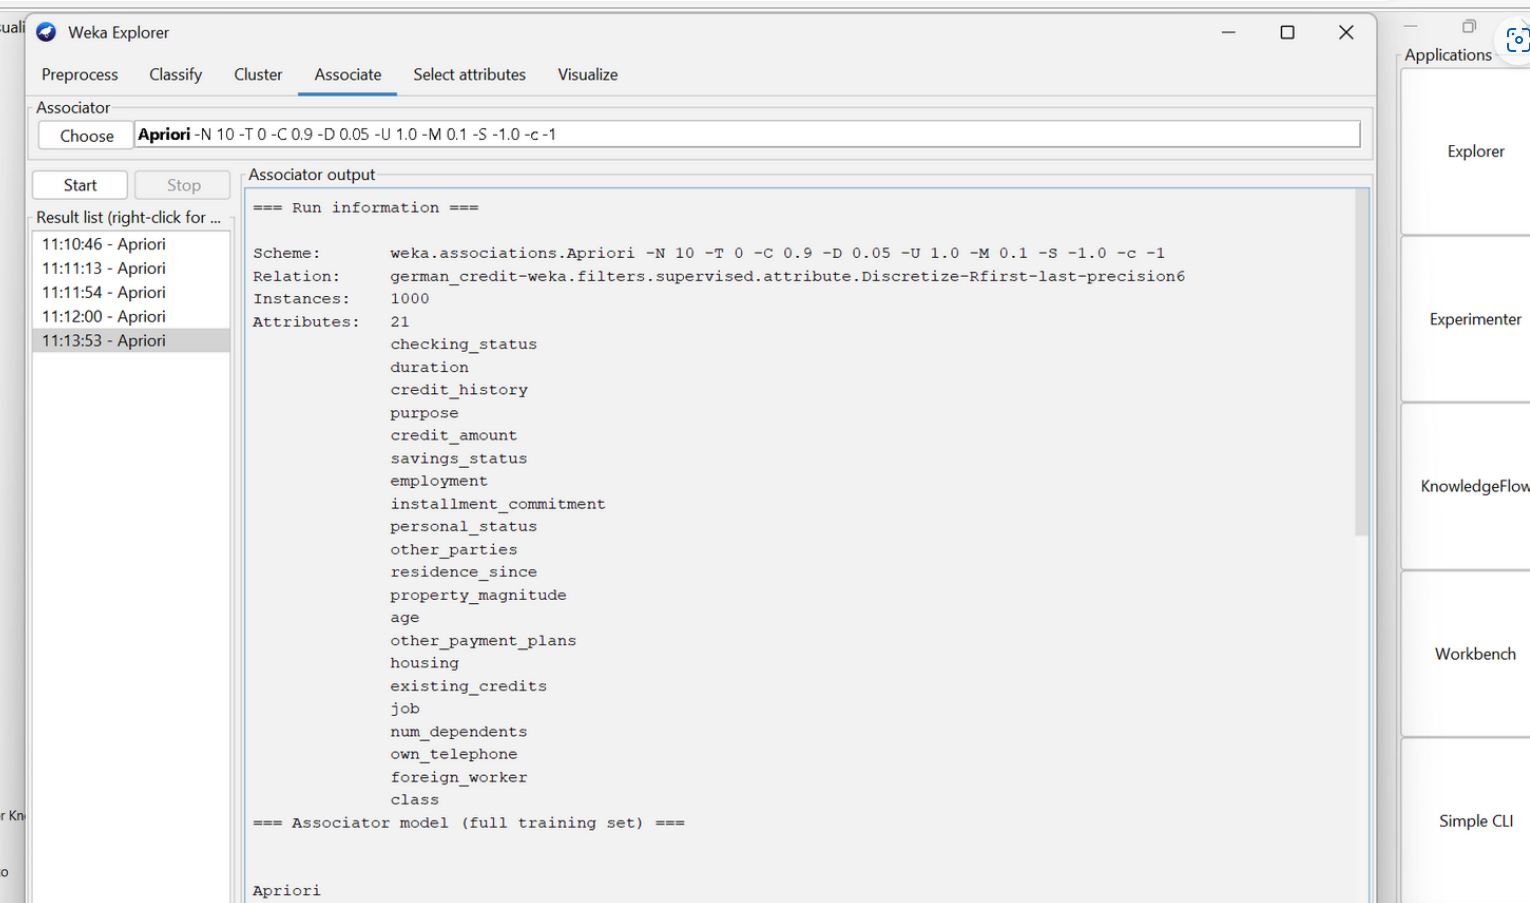 uali
Weka Explorer
Preprocess Classify Cluster Associate Select attributes Visualize
Associator
Choose Apriori -N 10 -T 0 -C 0.9 -D 0.05 -U 1.0 -M 0.1 -S -1.0 -c -1
Start Stop
Result list (right-click for ...
11:10:46 - Apriori
11:11:13 - Apriori
11:11:54 - Apriori
11:12:00 - Apriori
11:13:53 - Apriori
Associator output
=== Run information ===
Scheme: weka.associations.Apriori -N 10 -T 0 -C 0.9 -D 0.05 -U 1.0 -M 0.1 -S -1.0 -c -1
Relation: german_credit-weka.filters.supervised.attribute.Discretize-Rfirst-last-precision6
Instances: 1000
Attributes: 21
checking_status
duration
credit_history
purpose
credit_amount
savings_status
employment
installment_commitment
personal_status
other_parties
residence_since
property_magnitude
age
other_payment_plans
housing
existing_credits
job
num_dependents
own_telephone
foreign_worker
class
=== Associator model (full training set) ===
Apriori
r Kn
Applications
Explorer
Experimenter
KnowledgeFlow
Workbench
Simple CLI